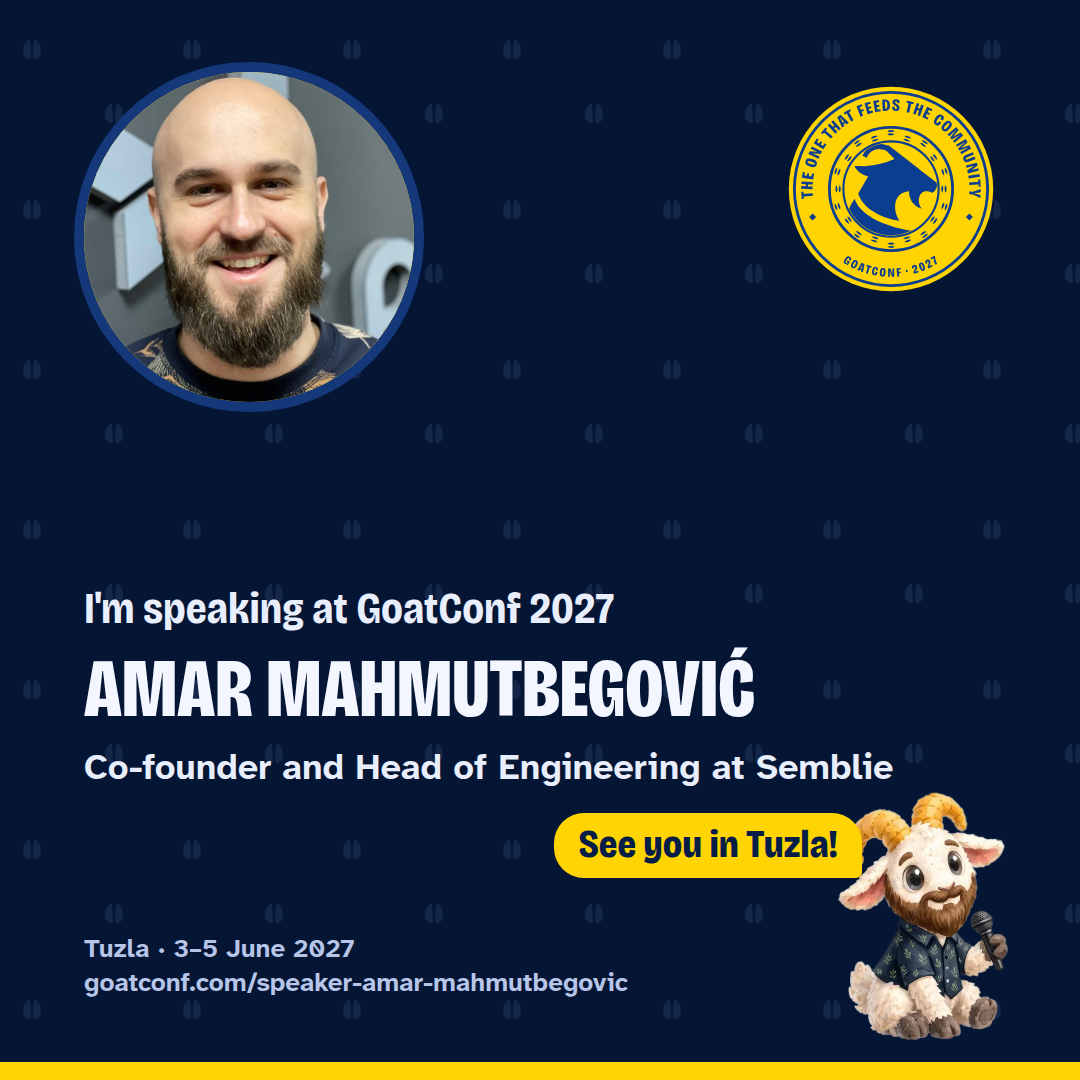 THE ONE THAT FEEDS THE COMMUNITY
GOATCONF · 2027
I'm speaking at GoatConf 2027
AMAR MAHMUTBEGOVIĆ
Co-founder and Head of Engineering at Semblie
See you in Tuzla!
Tuzla · 3–5 June 2027
goatconf.com/speaker-amar-mahmutbegovic